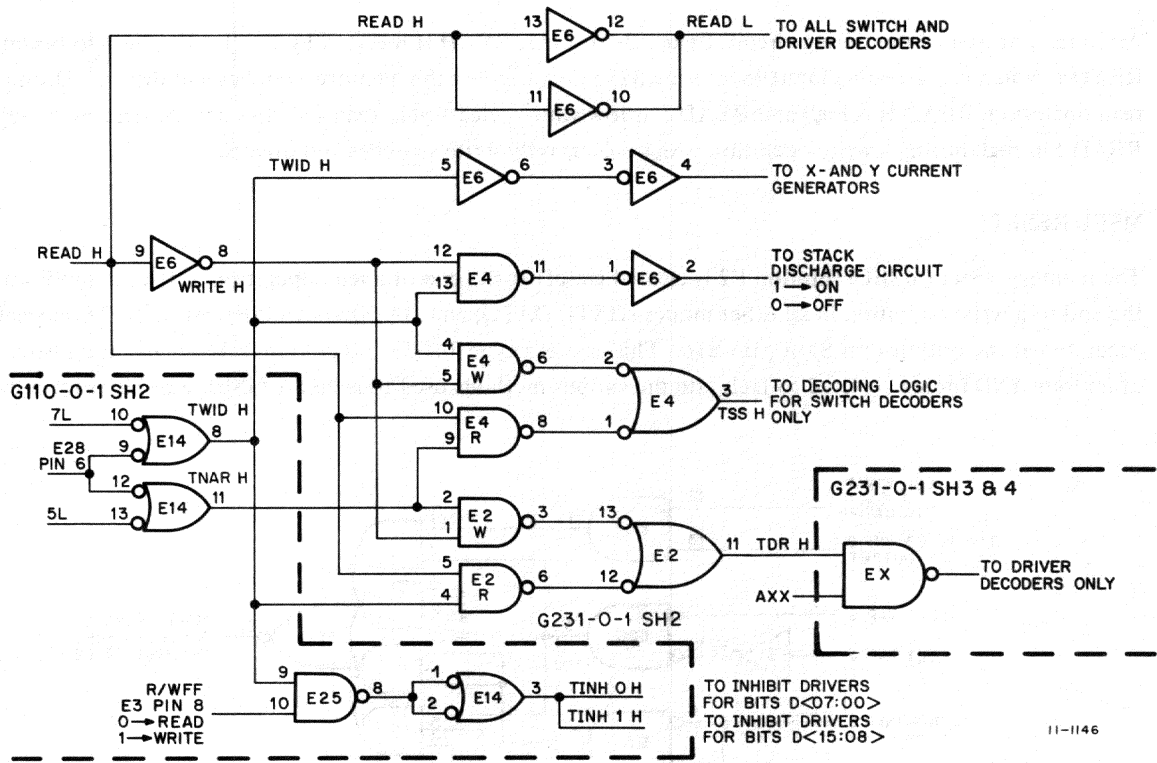 READ H
13
E6
12
READ L
TO ALL SWITCH AND
DRIVER DECODERS
11
E6
10
TWID H
5
E6
6
3
E6
4
TO X-AND Y CURRENT
GENERATORS
READ H
9
E6
8
WRITE H
12
13
E4
11
1
E6
2
TO STACK
DISCHARGE CIRCUIT
1→ON
0→OFF
4
5
E4
W
6
2
10
9
E4
R
8
1
E4
3
TSS H
TO DECODING LOGIC
FOR SWITCH DECODERS
ONLY
G110-0-1 SH2
7L
10
TWID H
E14
8
E28
PIN 6
9
12
TNAR H
E14
11
5L
13
2
1
E2
W
3
13
5
4
E2
R
6
12
E2
11
TDR H
G231-0-1 SH3 & 4
EX
AXX
TO DRIVER
DECODERS ONLY
G231-0-1 SH2
9
R/WFF
E3 PIN 8
0→READ
1→WRITE
10
E25
8
1
2
E14
3
TINH 0 H
TINH 1 H
TO INHIBIT DRIVERS
FOR BITS D<07:00>
TO INHIBIT DRIVERS
FOR BITS D<15:08>
11-1146